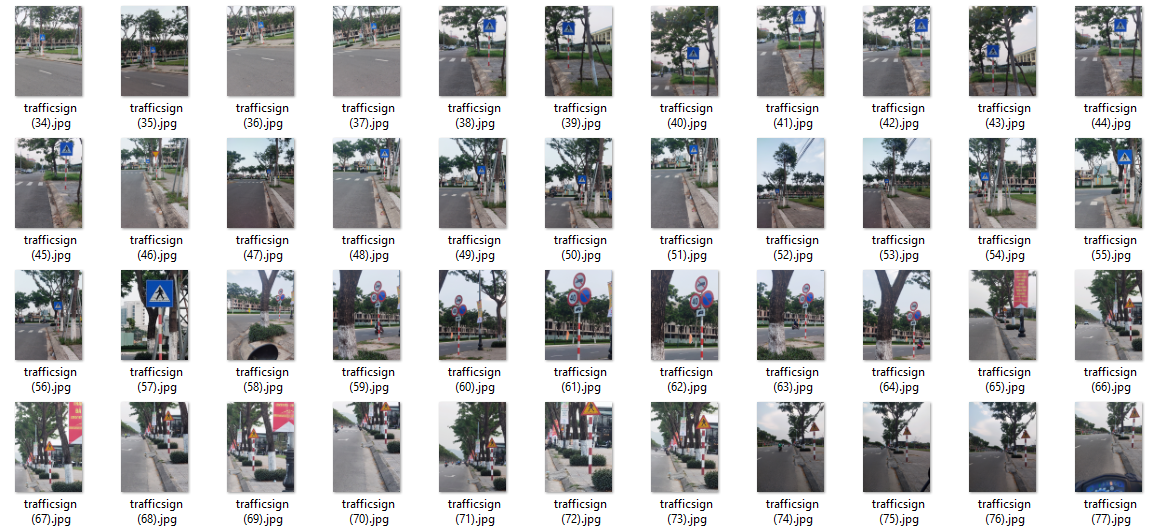 trafficsign trafficsign trafficsign trafficsign trafficsign trafficsign trafficsign trafficsign trafficsign trafficsign trafficsign
(34).jpg (35).jpg (36).jpg (37).jpg (38).jpg (39).jpg (40).jpg (41).jpg (42).jpg (43).jpg (44).jpg
trafficsign trafficsign trafficsign trafficsign trafficsign trafficsign trafficsign trafficsign trafficsign trafficsign trafficsign
(45).jpg (46).jpg (47).jpg (48).jpg (49).jpg (50).jpg (51).jpg (52).jpg (53).jpg (54).jpg (55).jpg
trafficsign trafficsign trafficsign trafficsign trafficsign trafficsign trafficsign trafficsign trafficsign trafficsign trafficsign
(56).jpg (57).jpg (58).jpg (59).jpg (60).jpg (61).jpg (62).jpg (63).jpg (64).jpg (65).jpg (66).jpg
trafficsign trafficsign trafficsign trafficsign trafficsign trafficsign trafficsign trafficsign trafficsign trafficsign trafficsign
(67).jpg (68).jpg (69).jpg (70).jpg (71).jpg (72).jpg (73).jpg (74).jpg (75).jpg (76).jpg (77).jpg